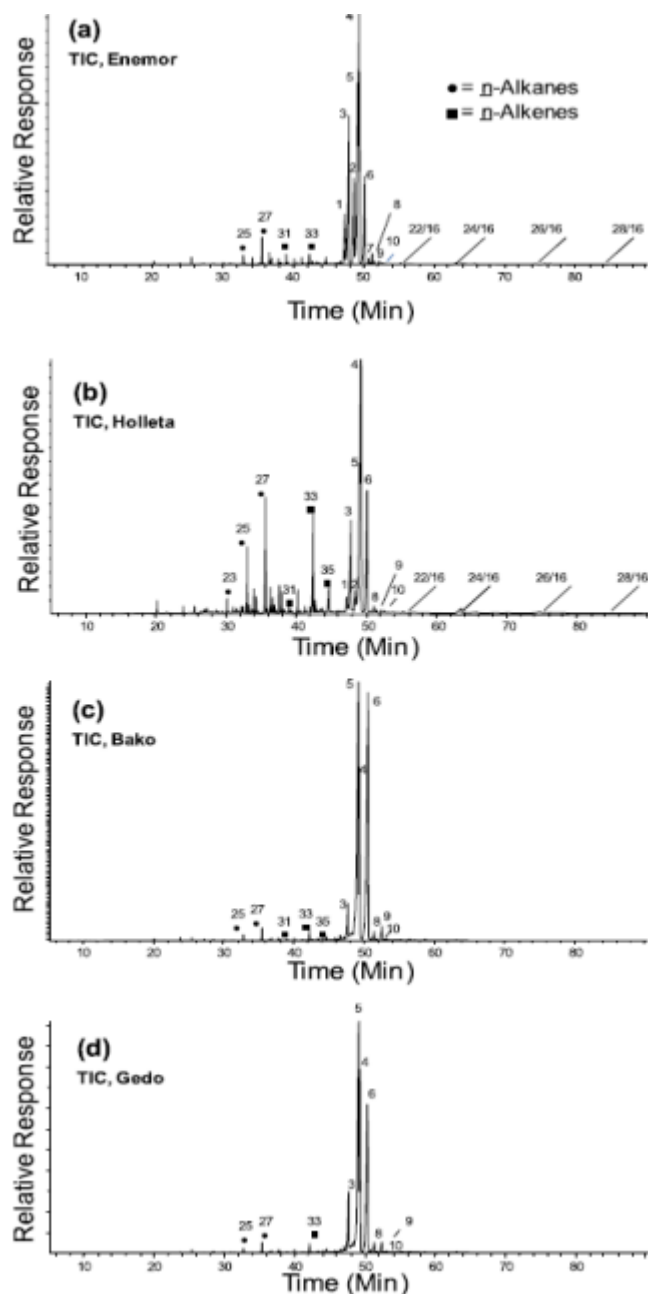 (a)
TIC, Enemor
Relative Response
● = n-Alkanes
■ = n-Alkenes
4
5
3
2
6
1
8
7
9
10
25
27
31
33
22/16
24/16
26/16
28/16
10 20 30 40 50 60 70 80
Time (Min)
(b)
TIC, Holleta
Relative Response
4
5
6
3
27
33
25
23
31
35
1
2
8
9
10
22/16
24/16
26/16
28/16
10 20 30 40 50 60 70 80
Time (Min)
(c)
TIC, Bako
Relative Response
5
6
4
3
25
27
31
33
35
8
9
10
10 20 30 40 50 60 70 80
Time (Min)
(d)
TIC, Gedo
Relative Response
5
4
6
3
25
27
33
8
9
10
10 20 30 40 50 60 70 80
Time (Min)